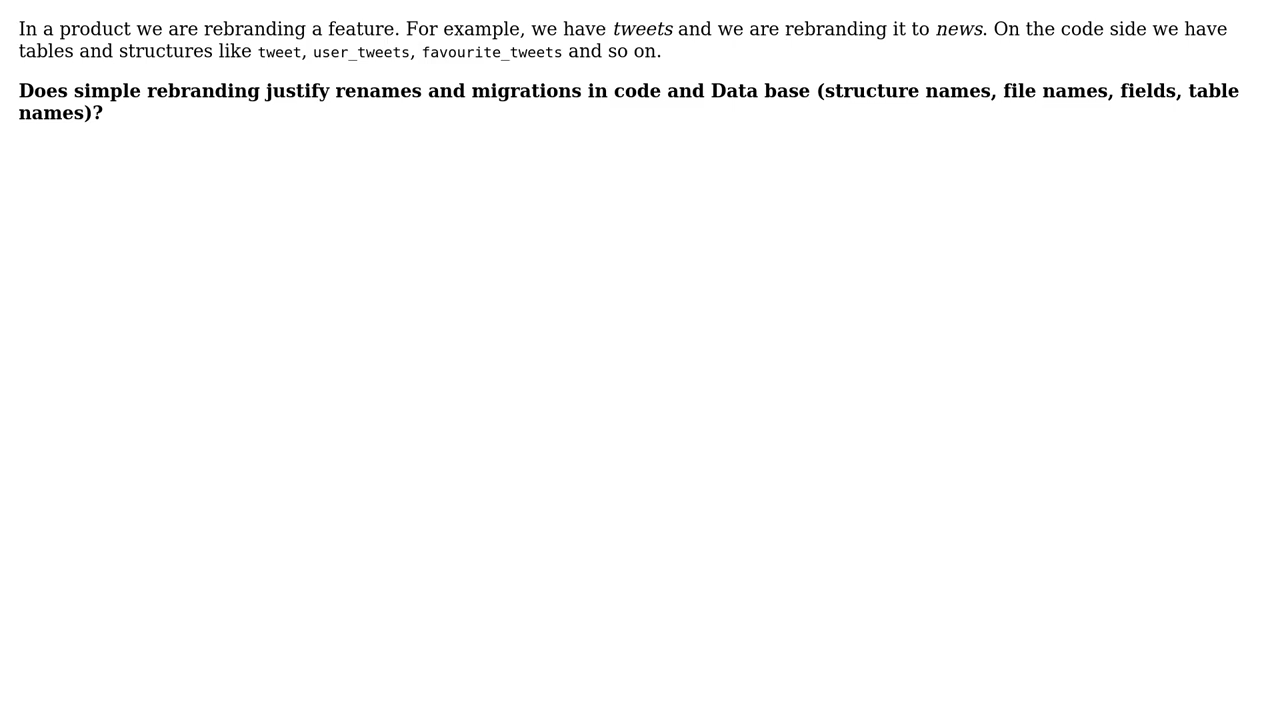 In a product we are rebranding a feature. For example, we have tweets and we are rebranding it to news. On the code side we have
tables and structures like tweet, user_tweets, favourite_tweets and so on.
Does simple rebranding justify renames and migrations in code and Data base (structure names, file names, fields, table
names)?